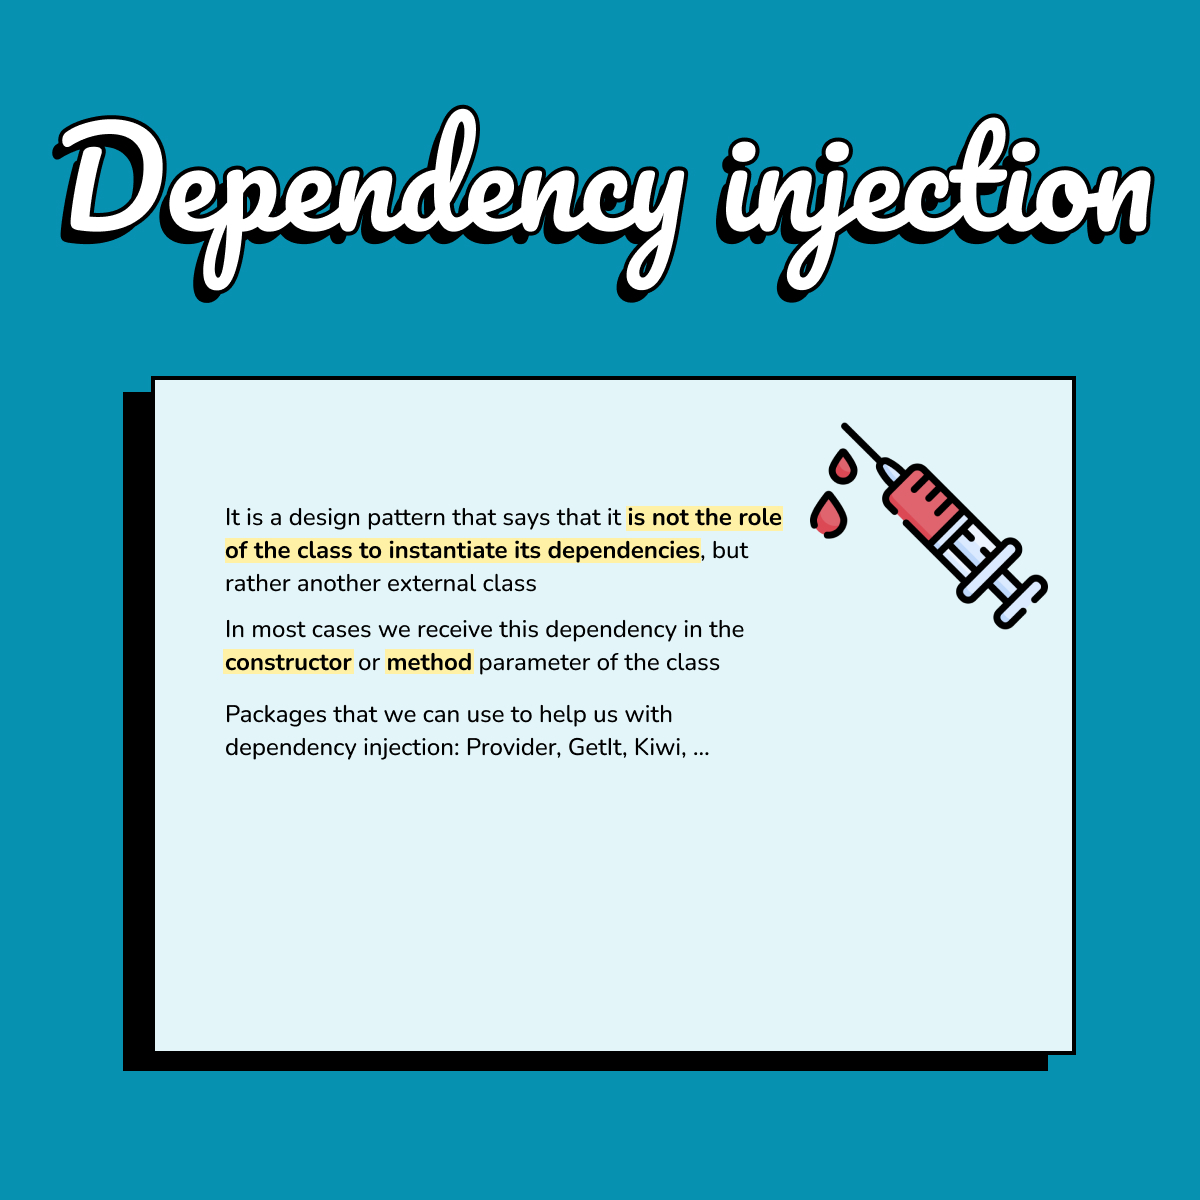 Dependency injection
It is a design pattern that says that it is not the role
of the class to instantiate its dependencies, but
rather another external class
In most cases we receive this dependency in the
constructor or method parameter of the class
Packages that we can use to help us with
dependency injection: Provider, GetIt, Kiwi, ...